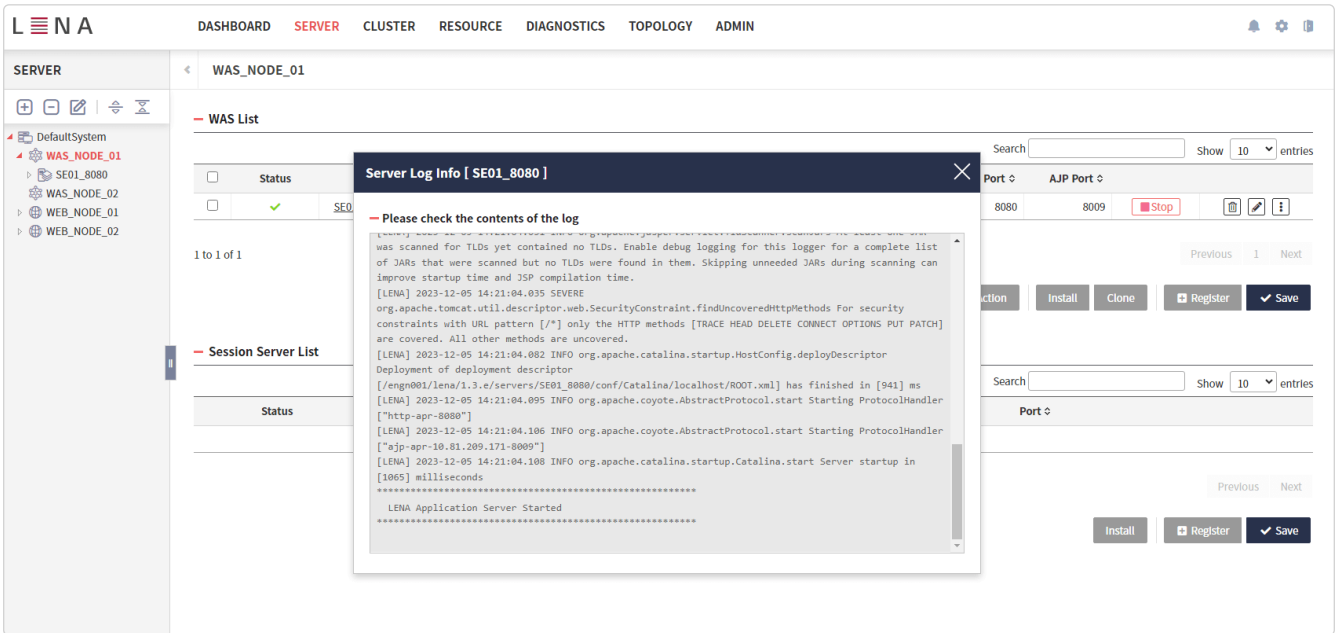 LENA
DASHBOARD SERVER CLUSTER RESOURCE DIAGNOSTICS TOPOLOGY ADMIN
SERVER
WAS_NODE_01
DefaultSystem
WAS_NODE_01
SE01_8080
WAS_NODE_02
WEB_NODE_01
WEB_NODE_02
WAS List
Search Show 10 entries
Status Port AJP Port
SE0 8080 8009 Stop
1 to 1 of 1
Previous 1 Next
ction Install Clone Register Save
Session Server List
Search Show 10 entries
Status Port
Previous Next
Install Register Save
Server Log Info [ SE01_8080 ]
Please check the contents of the log
was scanned for TLDs yet contained no TLDs. Enable debug logging for this logger for a complete list
of JARs that were scanned but no TLDs were found in them. Skipping unneeded JARs during scanning can
improve startup time and JSP compilation time.
[LENA] 2023-12-05 14:21:04.035 SEVERE
org.apache.tomcat.util.descriptor.web.SecurityConstraint.findUncoveredHttpMethods For security
constraints with URL pattern [/*] only the HTTP methods [TRACE HEAD DELETE CONNECT OPTIONS PUT PATCH]
are covered. All other methods are uncovered.
[LENA] 2023-12-05 14:21:04.082 INFO org.apache.catalina.startup.HostConfig.deployDescriptor
Deployment of deployment descriptor
[/engn001/lena/1.3.e/servers/SE01_8080/conf/Catalina/localhost/ROOT.xml] has finished in [941] ms
[LENA] 2023-12-05 14:21:04.095 INFO org.apache.coyote.AbstractProtocol.start Starting ProtocolHandler
["http-apr-8080"]
[LENA] 2023-12-05 14:21:04.106 INFO org.apache.coyote.AbstractProtocol.start Starting ProtocolHandler
["ajp-apr-10.81.209.171-8009"]
[LENA] 2023-12-05 14:21:04.108 INFO org.apache.catalina.startup.Catalina.start Server startup in
[1065] milliseconds
*********************************************************
LENA Application Server Started
*********************************************************